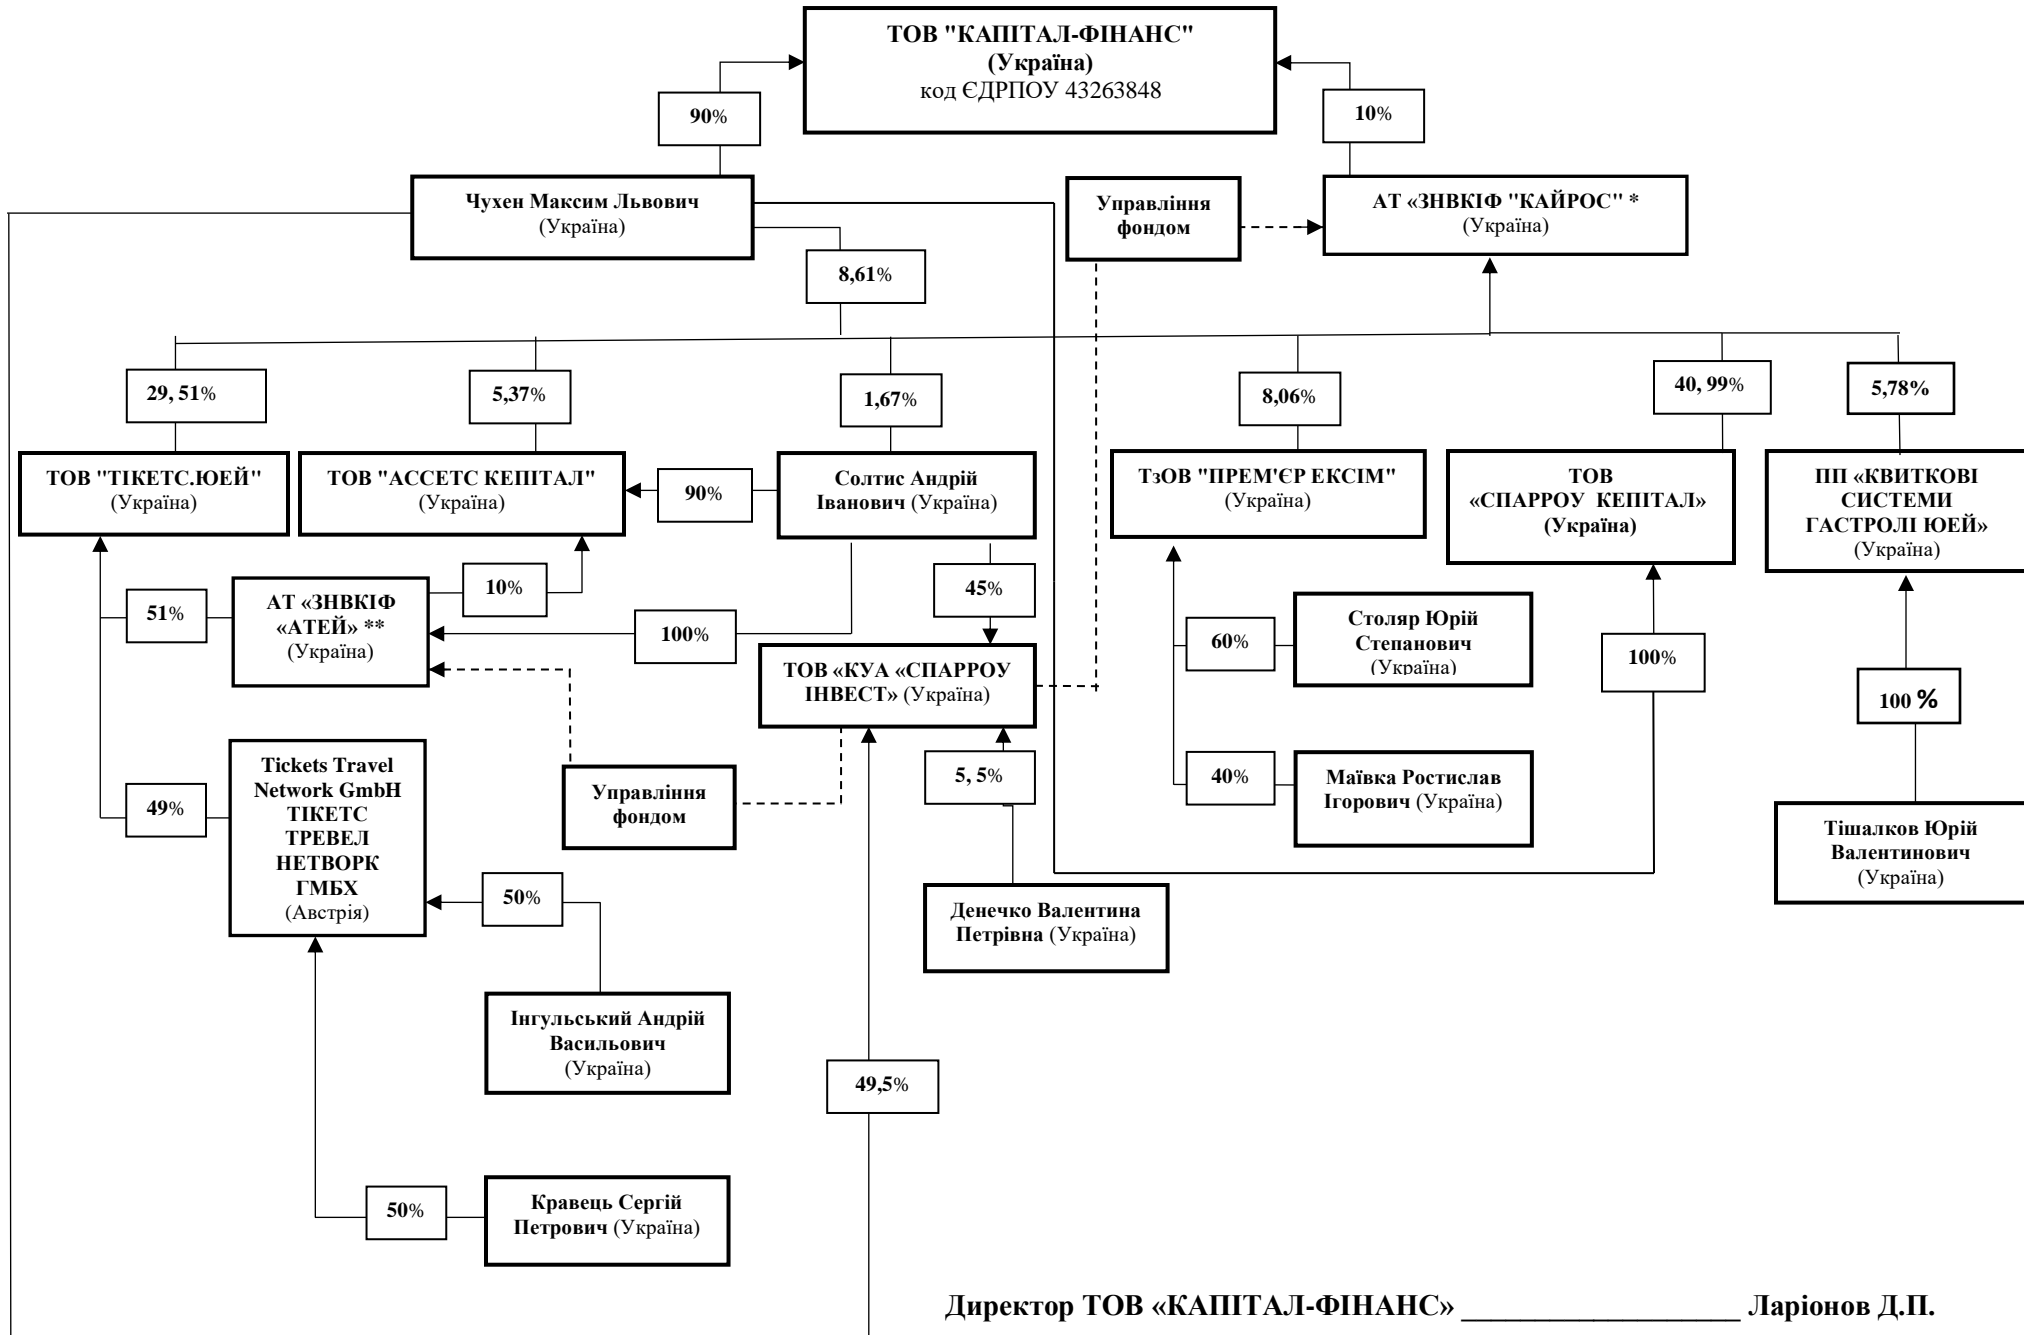 ТОВ "КАПІТАЛ-ФІНАНС"
(Україна)
код ЄДРПОУ 43263848
90%
10%
Чухен Максим Львович
(Україна)
Управління
фондом
АТ «ЗНВКІФ "КАЙРОС" *
(Україна)
8,61%
29, 51%
5,37%
1,67%
8,06%
40, 99%
5,78%
ТОВ "ТІКЕТС.ЮЕЙ"
(Україна)
ТОВ "АССЕТС КЕПІТАЛ"
(Україна)
90%
Солтис Андрій
Іванович (Україна)
ТзОВ "ПРЕМ'ЄР ЕКСІМ"
(Україна)
ТОВ
«СПАРРОУ КЕПІТАЛ»
(Україна)
ПП «КВИТКОВІ
СИСТЕМИ
ГАСТРОЛІ ЮЕЙ»
(Україна)
51%
АТ «ЗНВКІФ
«АТЕЙ» **
(Україна)
10%
100%
45%
ТОВ «КУА «СПАРРОУ
ІНВЕСТ» (Україна)
60%
Столяр Юрій
Степанович
(Україна)
100%
100 %
49%
Tickets Travel
Network GmbH
ТІКЕТС
ТРЕВЕЛ
НЕТВОРК
ГМБХ
(Австрія)
Управління
фондом
5, 5%
40%
Маївка Ростислав
Ігорович (Україна)
Тішалков Юрій
Валентинович
(Україна)
50%
Денечко Валентина
Петрівна (Україна)
Інгульський Андрій
Васильович
(Україна)
49,5%
50%
Кравець Сергій
Петрович (Україна)
Директор ТОВ «КАПІТАЛ-ФІНАНС» ___________________ Ларіонов Д.П.